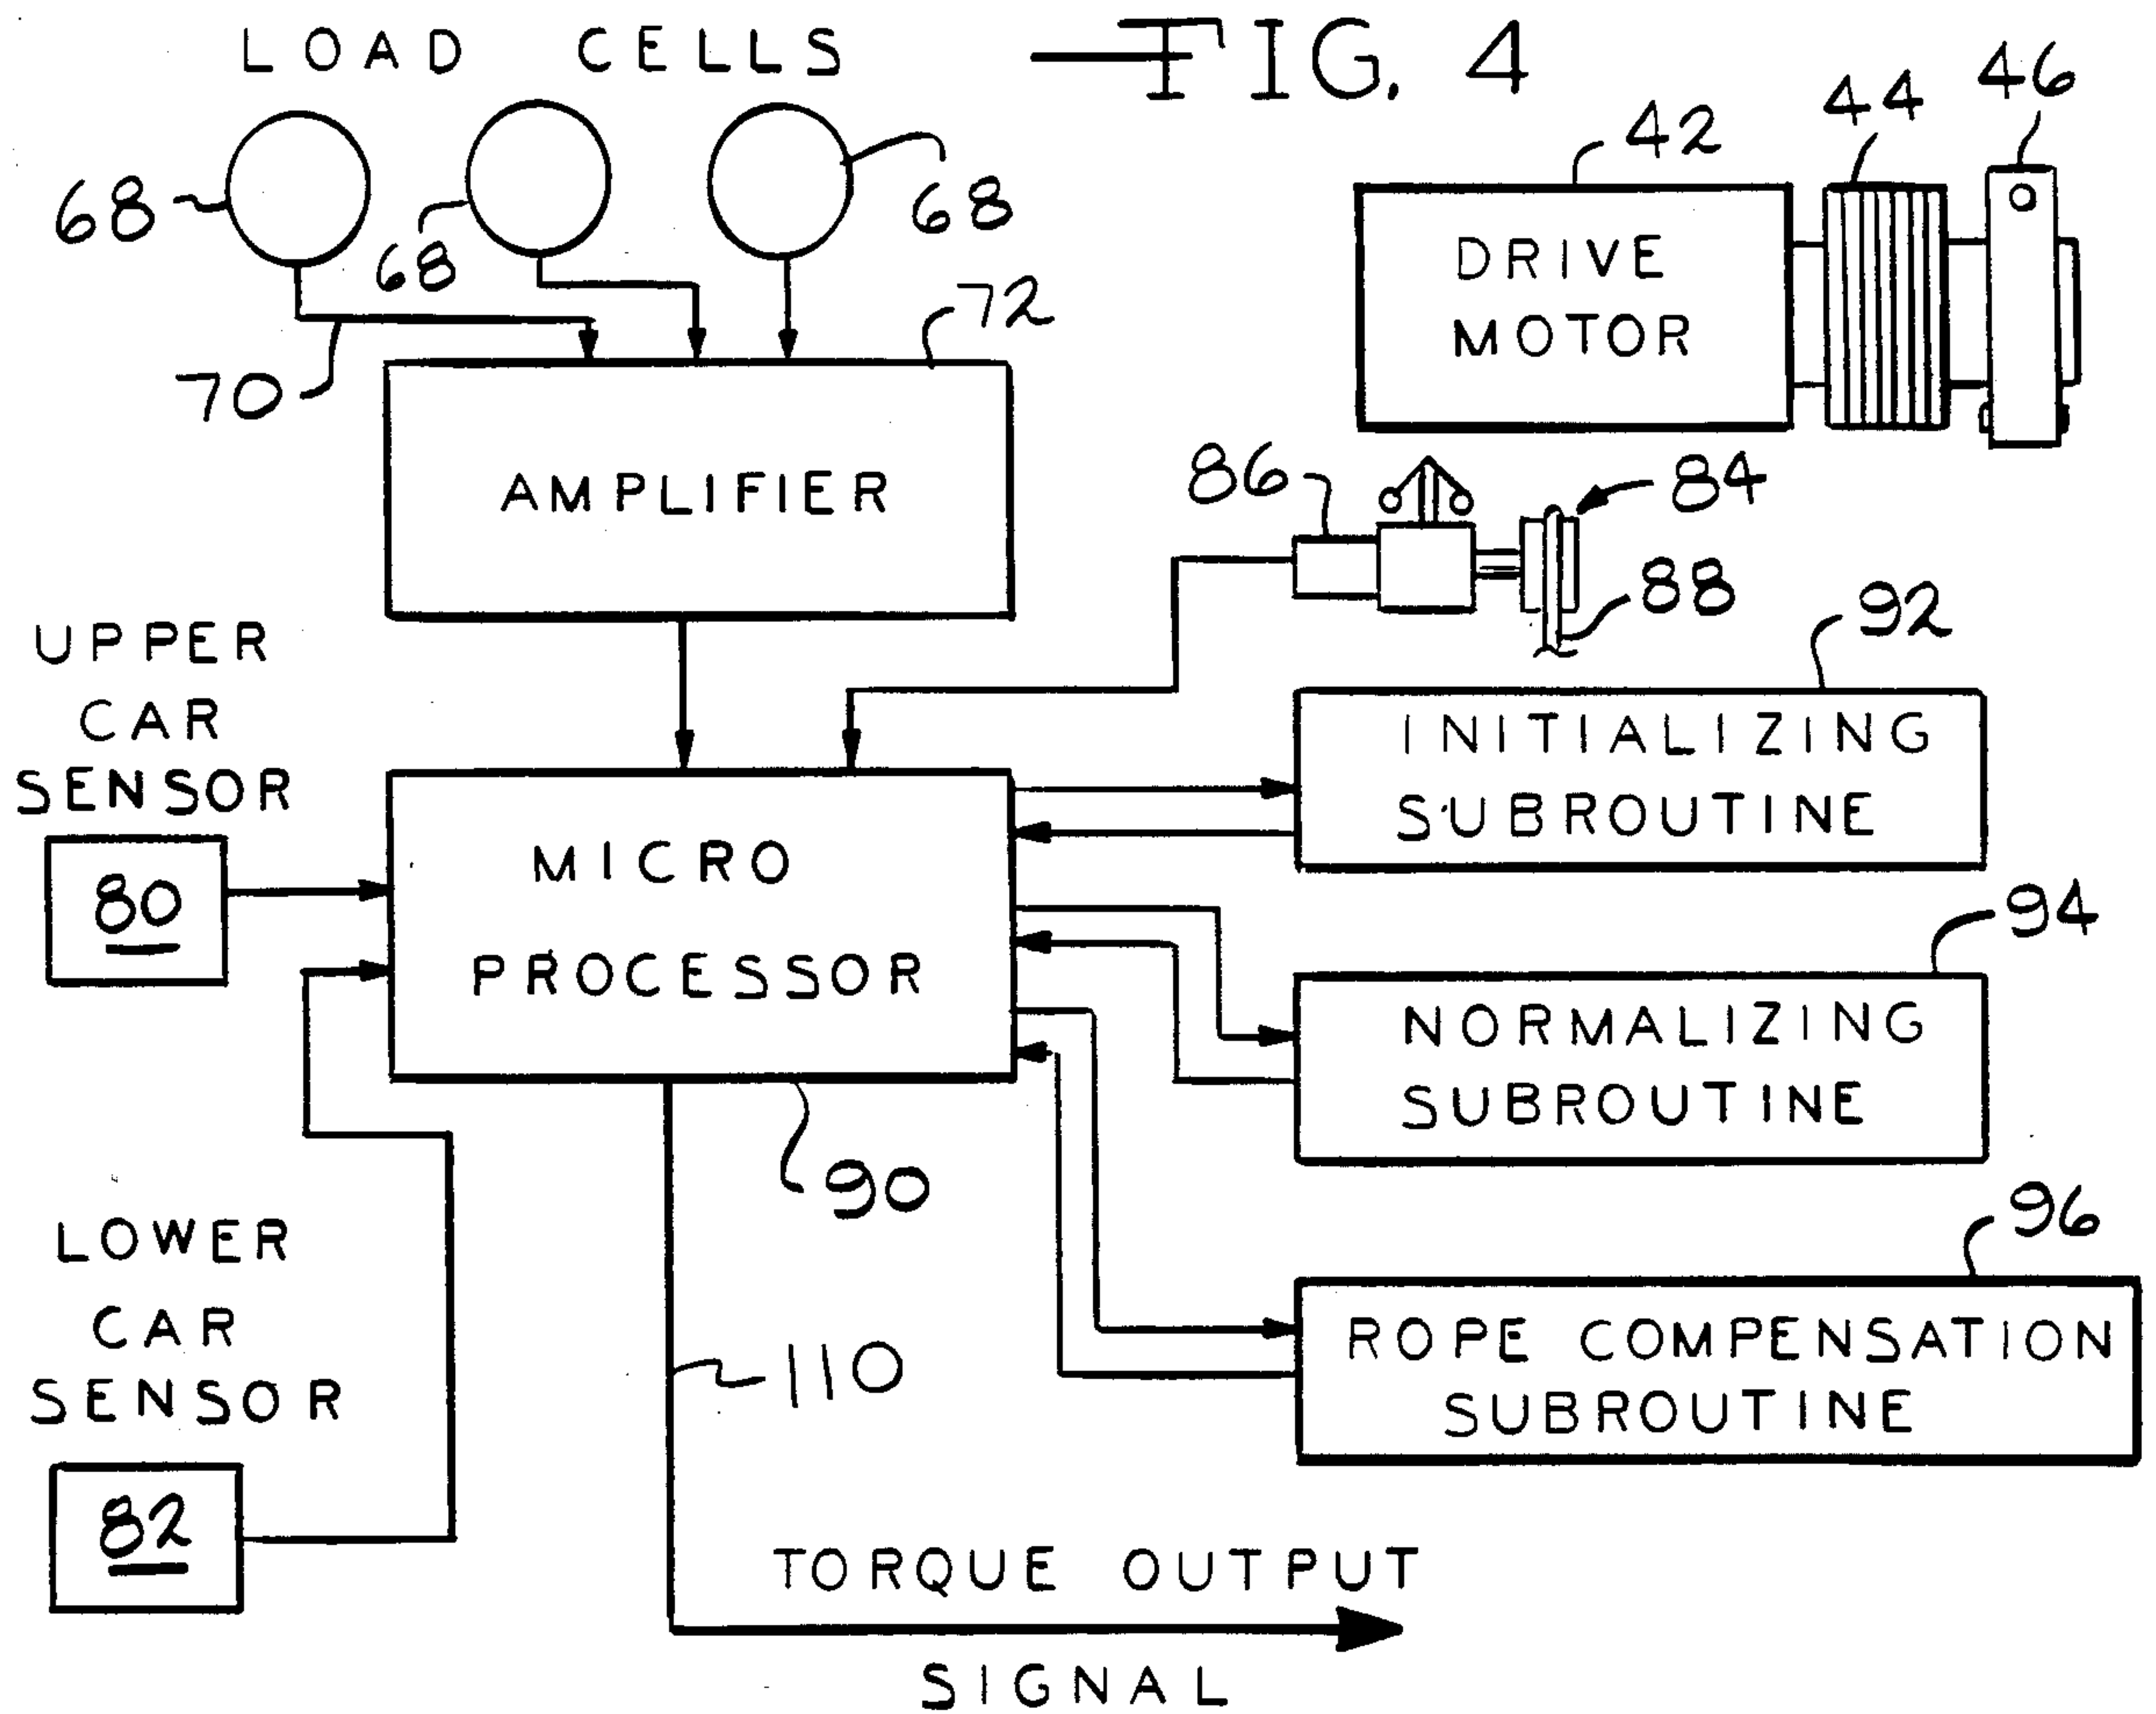 LOAD CELLS
FIG. 4
46
44
42
68
68
68
DRIVE
MOTOR
72
70
AMPLIFIER
86
84
88
92
UPPER
CAR
SENSOR
80
INITIALIZING
SUBROUTINE
MICRO
PROCESSOR
94
NORMALIZING
SUBROUTINE
90
96
LOWER
CAR
SENSOR
82
110
ROPE COMPENSATION
SUBROUTINE
TORQUE OUTPUT
SIGNAL